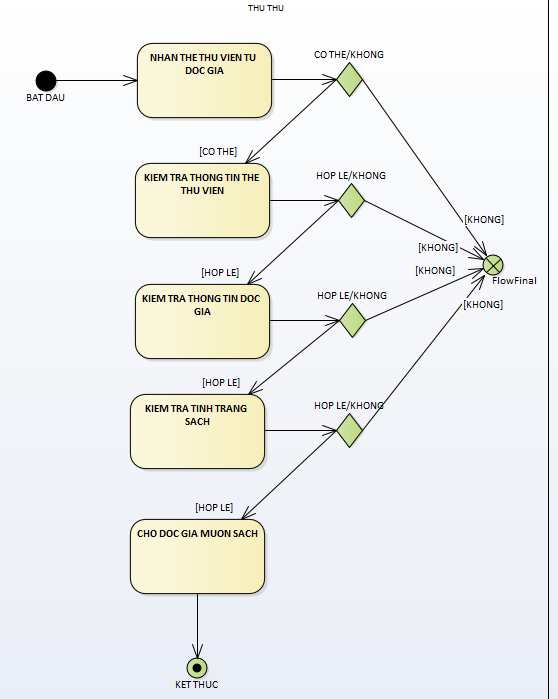 THU THU
NHAN THE THU VIEN TU
DOC GIA
CO THE/KHONG
BAT DAU
[CO THE]
KIEM TRA THONG TIN THE
THU VIEN
HOP LE/KHONG
[KHONG]
[KHONG]
[HOP LE]
[KHONG]
FlowFinal
KIEM TRA THONG TIN DOC
GIA
HOP LE/KHONG
[KHONG]
[HOP LE]
KIEM TRA TINH TRANG
SACH
HOP LE/KHONG
[HOP LE]
CHO DOC GIA MUON SACH
KET THUC